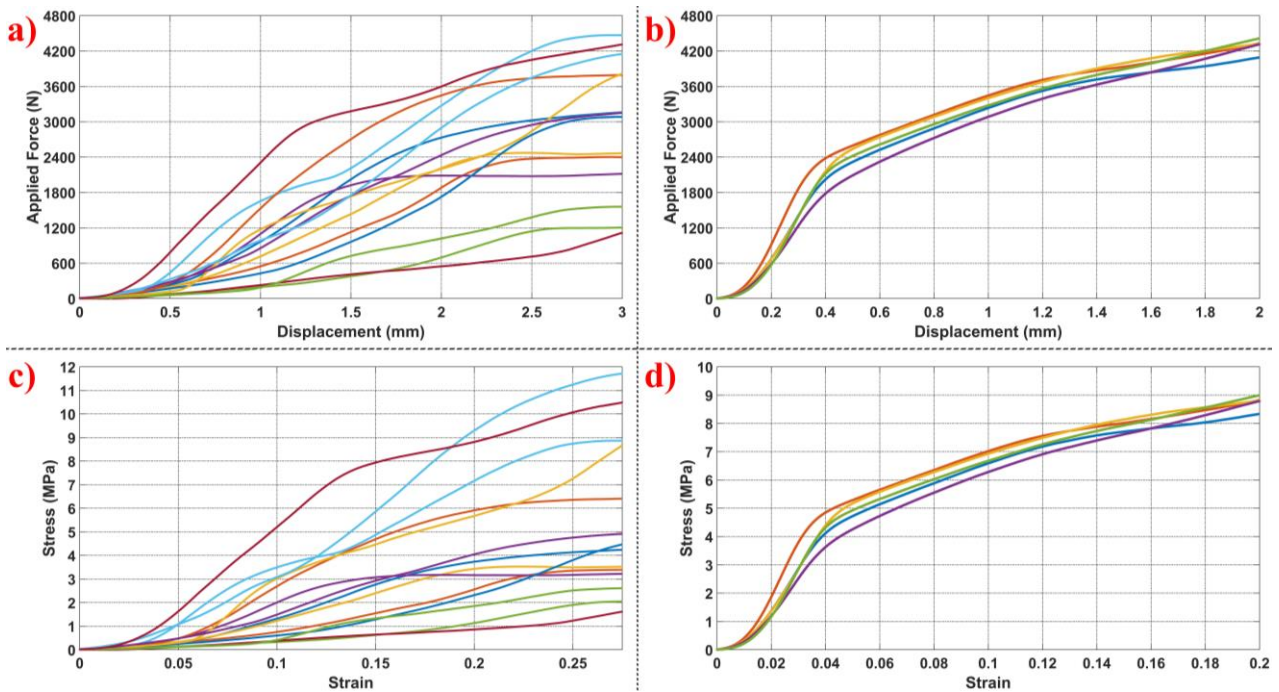 a)
Applied Force (N)
4800
4200
3600
3000
2400
1800
1200
600
0
0 0.5 1 1.5 2 2.5 3
Displacement (mm)
b)
Applied Force (N)
4800
4200
3600
3000
2400
1800
1200
600
0
0 0.2 0.4 0.6 0.8 1 1.2 1.4 1.6 1.8 2
Displacement (mm)
c)
Stress (MPa)
12
11
10
9
8
7
6
5
4
3
2
1
0
0 0.05 0.1 0.15 0.2 0.25
Strain
d)
Stress (MPa)
10
9
8
7
6
5
4
3
2
1
0
0 0.02 0.04 0.06 0.08 0.1 0.12 0.14 0.16 0.18 0.2
Strain